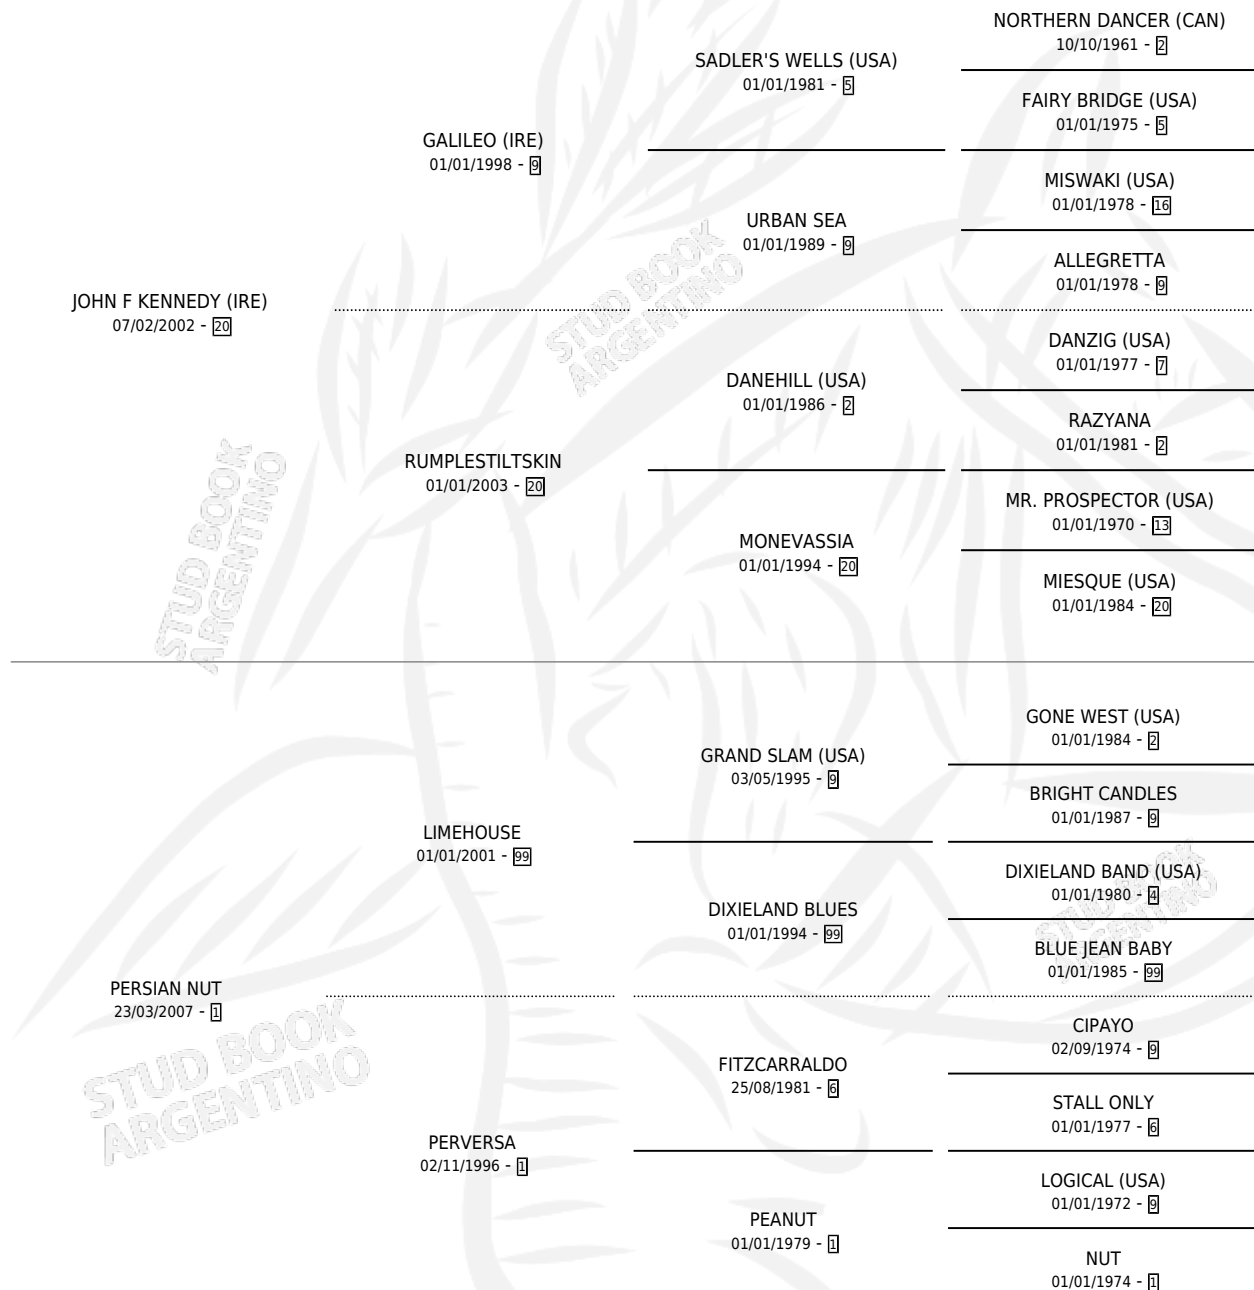 NORTHERN DANCER (CAN)
10/10/1961 - 2
SADLER'S WELLS (USA)
01/01/1981 - 5
FAIRY BRIDGE (USA)
01/01/1975 - 5
GALILEO (IRE)
01/01/1998 - 9
MISWAKI (USA)
01/01/1978 - 16
URBAN SEA
01/01/1989 - 9
ALLEGRETTA
01/01/1978 - 9
JOHN F KENNEDY (IRE)
07/02/2002 - 20
DANZIG (USA)
01/01/1977 - 7
DANEHILL (USA)
01/01/1986 - 2
RAZYANA
01/01/1981 - 2
RUMPLESTILTSKIN
01/01/2003 - 20
MR. PROSPECTOR (USA)
01/01/1970 - 13
MONEVASSIA
01/01/1994 - 20
MIESQUE (USA)
01/01/1984 - 20
GONE WEST (USA)
01/01/1984 - 2
GRAND SLAM (USA)
03/05/1995 - 9
BRIGHT CANDLES
01/01/1987 - 9
LIMEHOUSE
01/01/2001 - 99
DIXIELAND BAND (USA)
01/01/1980 - 4
DIXIELAND BLUES
01/01/1994 - 99
BLUE JEAN BABY
01/01/1985 - 99
PERSIAN NUT
23/03/2007 - 1
CIPAYO
02/09/1974 - 9
FITZCARRALDO
25/08/1981 - 6
STALL ONLY
01/01/1977 - 6
PERVERSA
02/11/1996 - 1
LOGICAL (USA)
01/01/1972 - 9
PEANUT
01/01/1979 - 1
NUT
01/01/1974 - 1
STUD BOOK
ARGENTINO
STUD BOOK
ARGENTINO
STUD BOOK
ARGENTINO
STUD BOOK
ARGENTINO